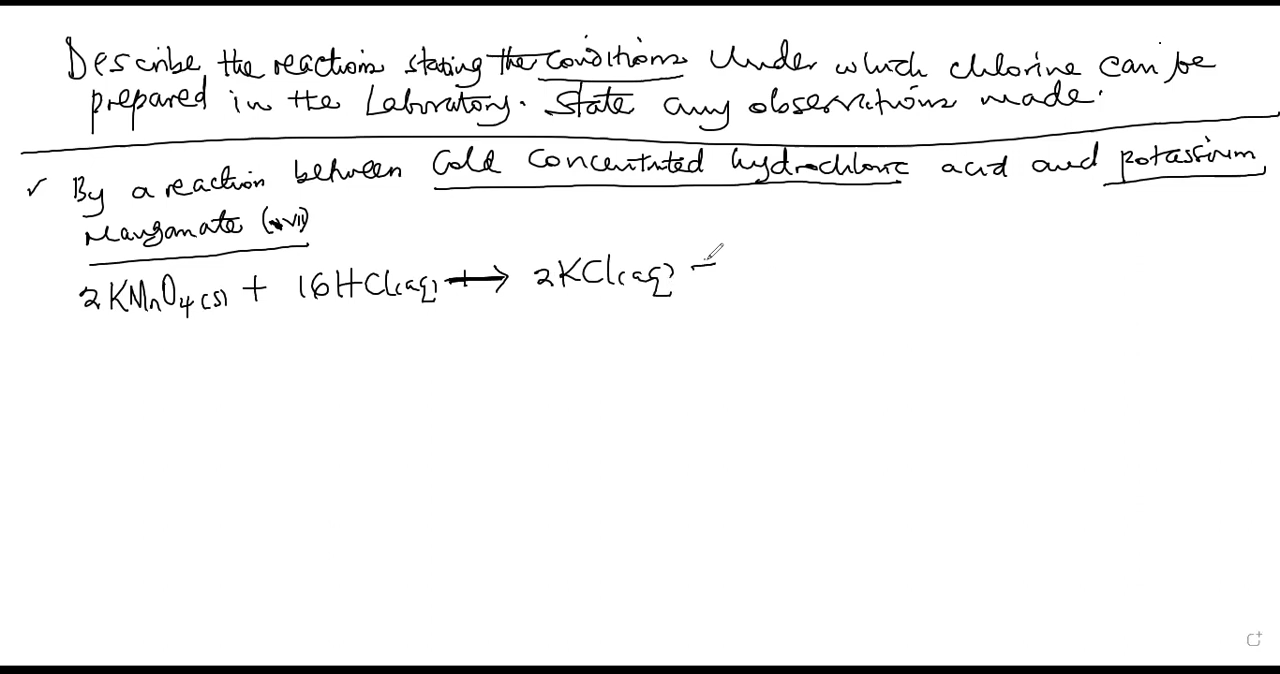 Describe the reactions stating the conditions under which chlorine can be
prepared in the Laboratory. State any observations made.
✓ By a reaction between Cold Concentrated hydrochloric acid and potassium
Manganate (VII)
2KMnO4(s) + 16HCl(aq) → 2KCl(aq)